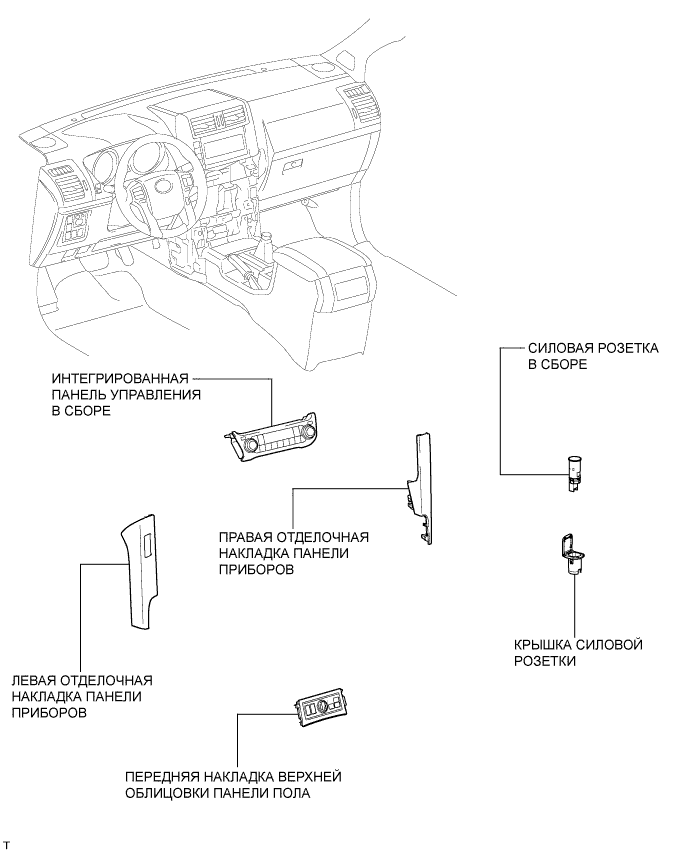 СИЛОВАЯ РОЗЕТКА
В СБОРЕ
ИНТЕГРИРОВАННАЯ
ПАНЕЛЬ УПРАВЛЕНИЯ
В СБОРЕ
ПРАВАЯ ОТДЕЛОЧНАЯ
НАКЛАДКА ПАНЕЛИ
ПРИБОРОВ
КРЫШКА СИЛОВОЙ
РОЗЕТКИ
ЛЕВАЯ ОТДЕЛОЧНАЯ
НАКЛАДКА ПАНЕЛИ
ПРИБОРОВ
ПЕРЕДНЯЯ НАКЛАДКА ВЕРХНЕЙ
ОБЛИЦОВКИ ПАНЕЛИ ПОЛА
T